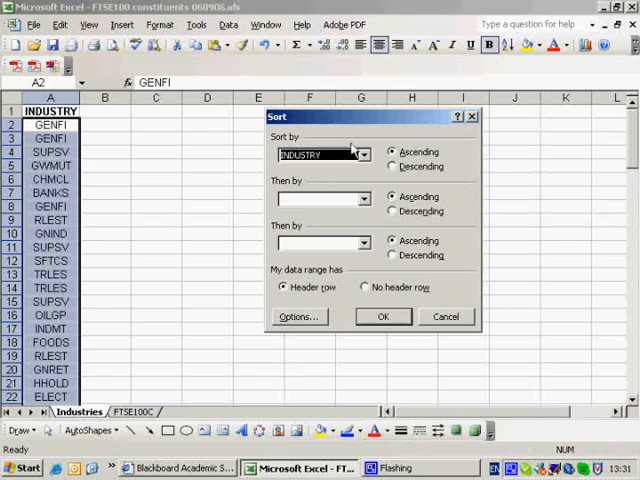 Microsoft Excel - FTSE100 constituents 060906.xls
File Edit View Insert Format Tools Data Window Help Adobe PDF
Type a question for help
A2 fx GENFI
A B C D E F G H I J K L
1 INDUSTRY
2 GENFI
3 GENFI
4 SUPSV
5 GWMUT
6 CHMCL
7 BANKS
8 GENFI
9 RLEST
10 GNIND
11 SUPSV
12 SFTCS
13 TRLES
14 TRLES
15 SUPSV
16 OILGP
17 INDMT
18 FOODS
19 RLEST
20 GNRET
21 HHOLD
22 ELECT
Sort
Sort by
INDUSTRY
Ascending
Descending
Then by
Ascending
Descending
Then by
Ascending
Descending
My data range has
Header row No header row
Options... OK Cancel
Industries FTSE100C
Draw AutoShapes
Ready NUM
Start Blackboard Academic S... Microsoft Excel - FT... Flashing EN 13:31